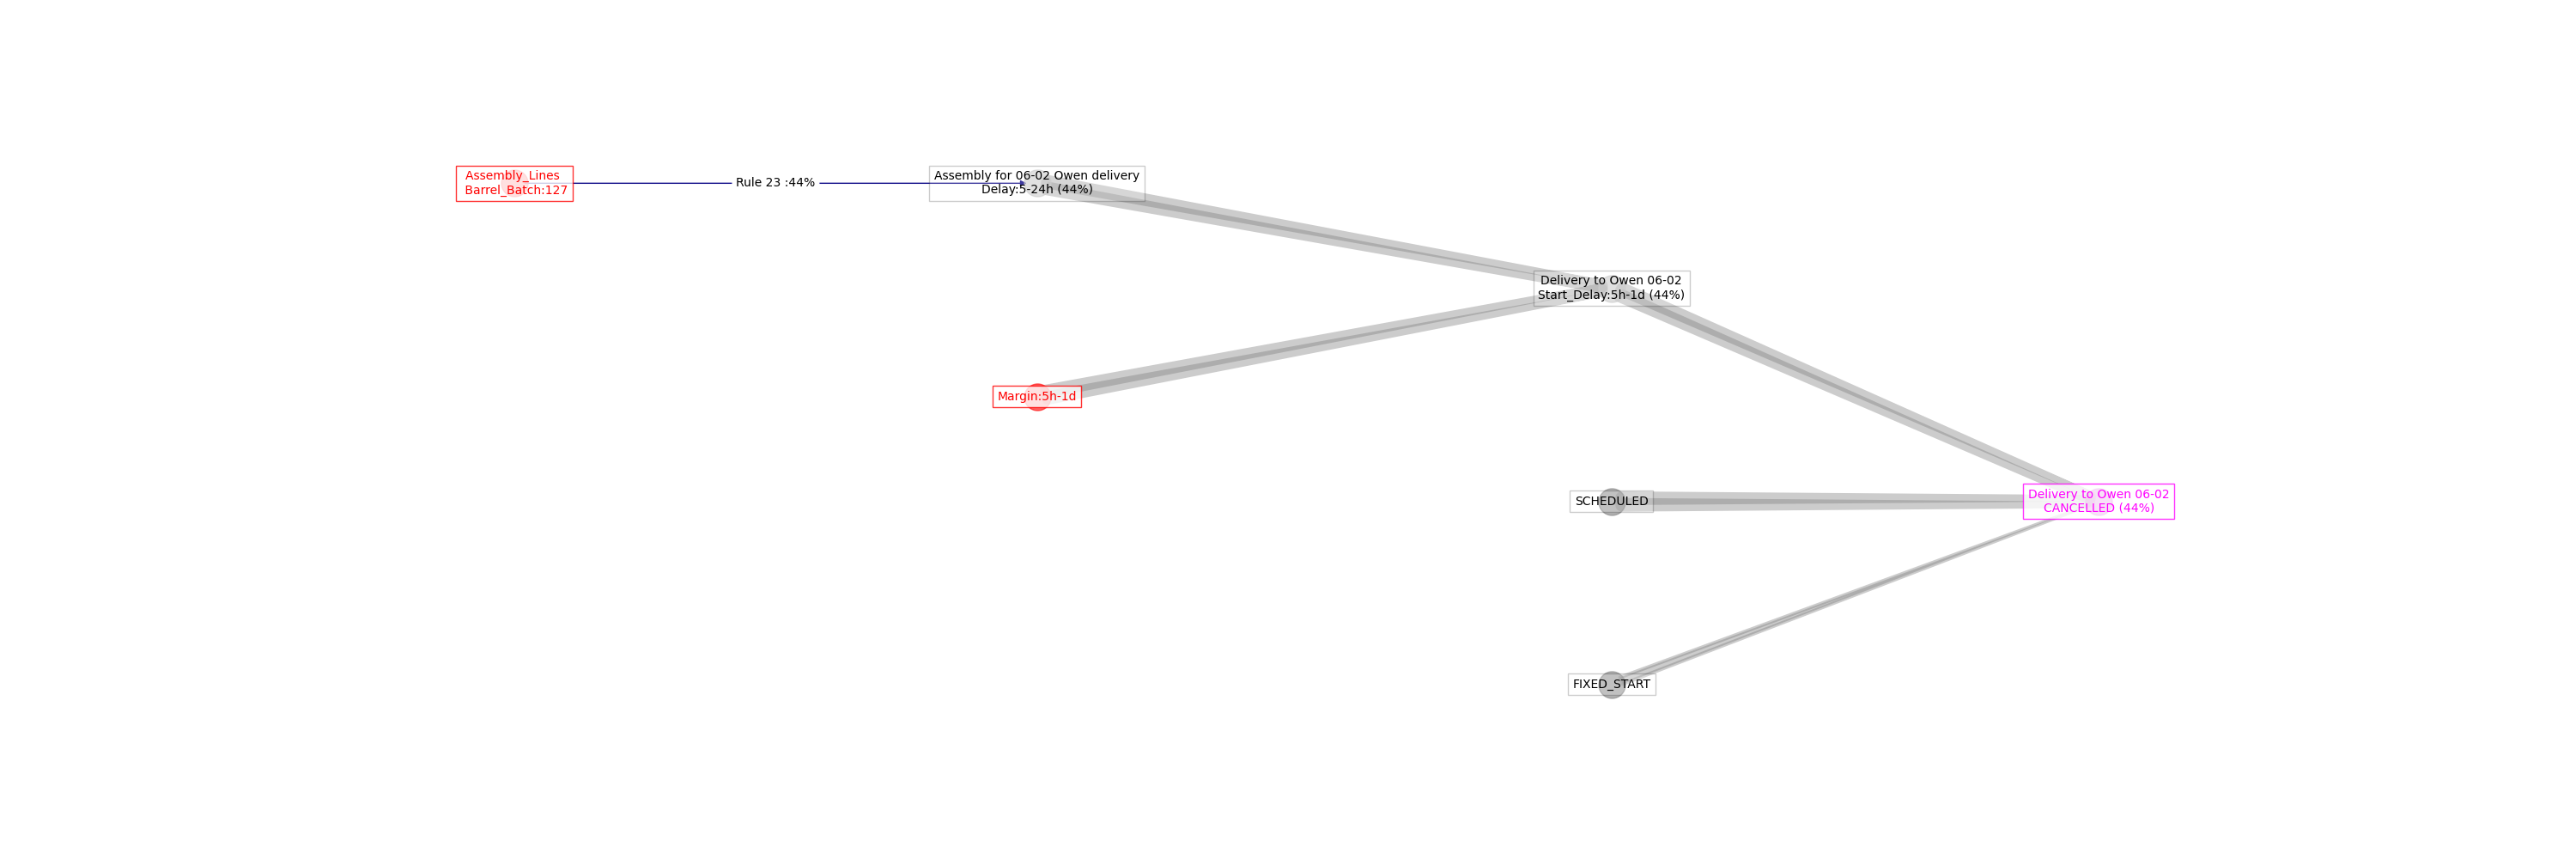 Assembly_Lines
Barrel_Batch:127
Rule 23 :44%
Assembly for 06-02 Owen delivery
Delay:5-24h (44%)
Delivery to Owen 06-02
Start_Delay:5h-1d (44%)
Margin:5h-1d
SCHEDULED
Delivery to Owen 06-02
CANCELLED (44%)
FIXED_START